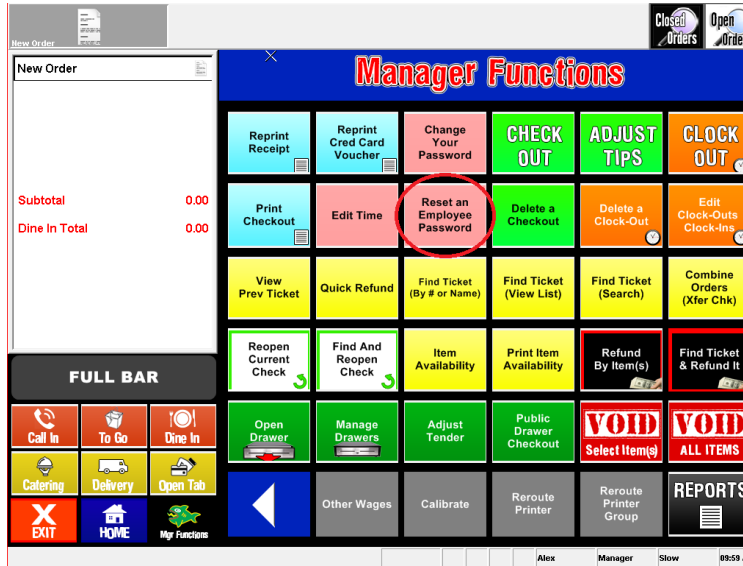 New Order
Closed
Orders
Open
New Order
Manager Functions
Subtotal 0.00
Dine In Total 0.00
Reprint
Receipt
Reprint
Cred Card
Voucher
Change
Your
Password
CHECK
OUT
ADJUST
TIPS
CLOCK
OUT
Print
Checkout
Edit Time
Reset an
Employee
Password
Delete a
Checkout
Delete a
Clock-Out
Edit
Clock-Outs
Clock-Ins
View
Prev Ticket
Quick Refund
Find Ticket
(By # or Name)
Find Ticket
(View List)
Find Ticket
(Search)
Combine
Orders
(Xfer Chk)
Reopen
Current
Check
Find And
Reopen
Check
Item
Availability
Print Item
Availability
Refund
By Item(s)
Find Ticket
& Refund It
FULL BAR
Open
Drawer
Manage
Drawers
Adjust
Tender
Public
Drawer
Checkout
VOID
Select Item(s)
VOID
ALL ITEMS
Call In
To Go
Dine In
Catering
Delivery
Open Tab
X
EXIT
HOME
Mgr Functions
Other Wages
Calibrate
Reroute
Printer
Reroute
Printer
Group
REPORTS
Alex Manager Slow 09:59